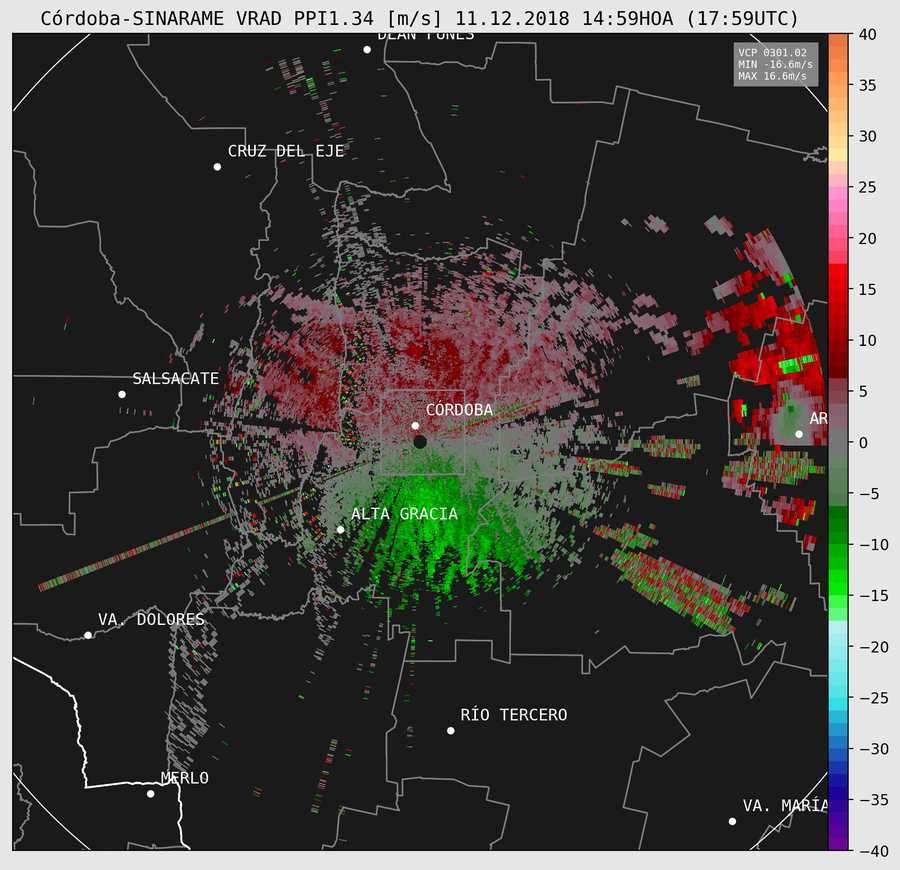 Córdoba-SINARAME VRAD PPI1.34 [m/s] 11.12.2018 14:59HOA (17:59UTC)
DEÁN FUNES
VCP 0301.02
MIN -16.6m/s
MAX 16.6m/s
CRUZ DEL EJE
SALSACATE
CÓRDOBA
AR
ALTA GRACIA
VA. DOLORES
RÍO TERCERO
MERLO
VA. MARÍA
40
35
30
25
20
15
10
5
0
−5
−10
−15
−20
−25
−30
−35
−40